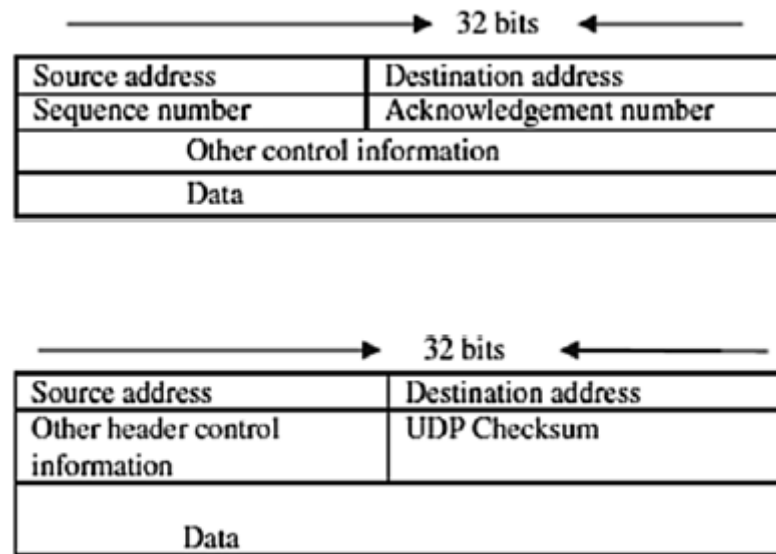 32 bits
Source address Destination address
Sequence number Acknowledgement number
Other control information
Data
32 bits
Source address Destination address
Other header control UDP Checksum
information
Data